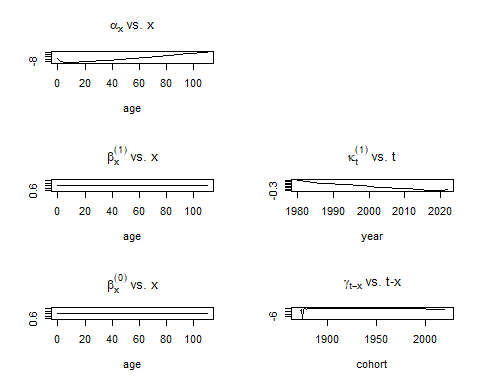 αx vs. x
-8
0 20 40 60 80 100
age
βx(1) vs. x
0.6
0 20 40 60 80 100
age
κt(1) vs. t
-0.3
1980 1990 2000 2010 2020
year
βx(0) vs. x
0.6
0 20 40 60 80 100
age
γt−x vs. t-x
-6
1900 1950 2000
cohort